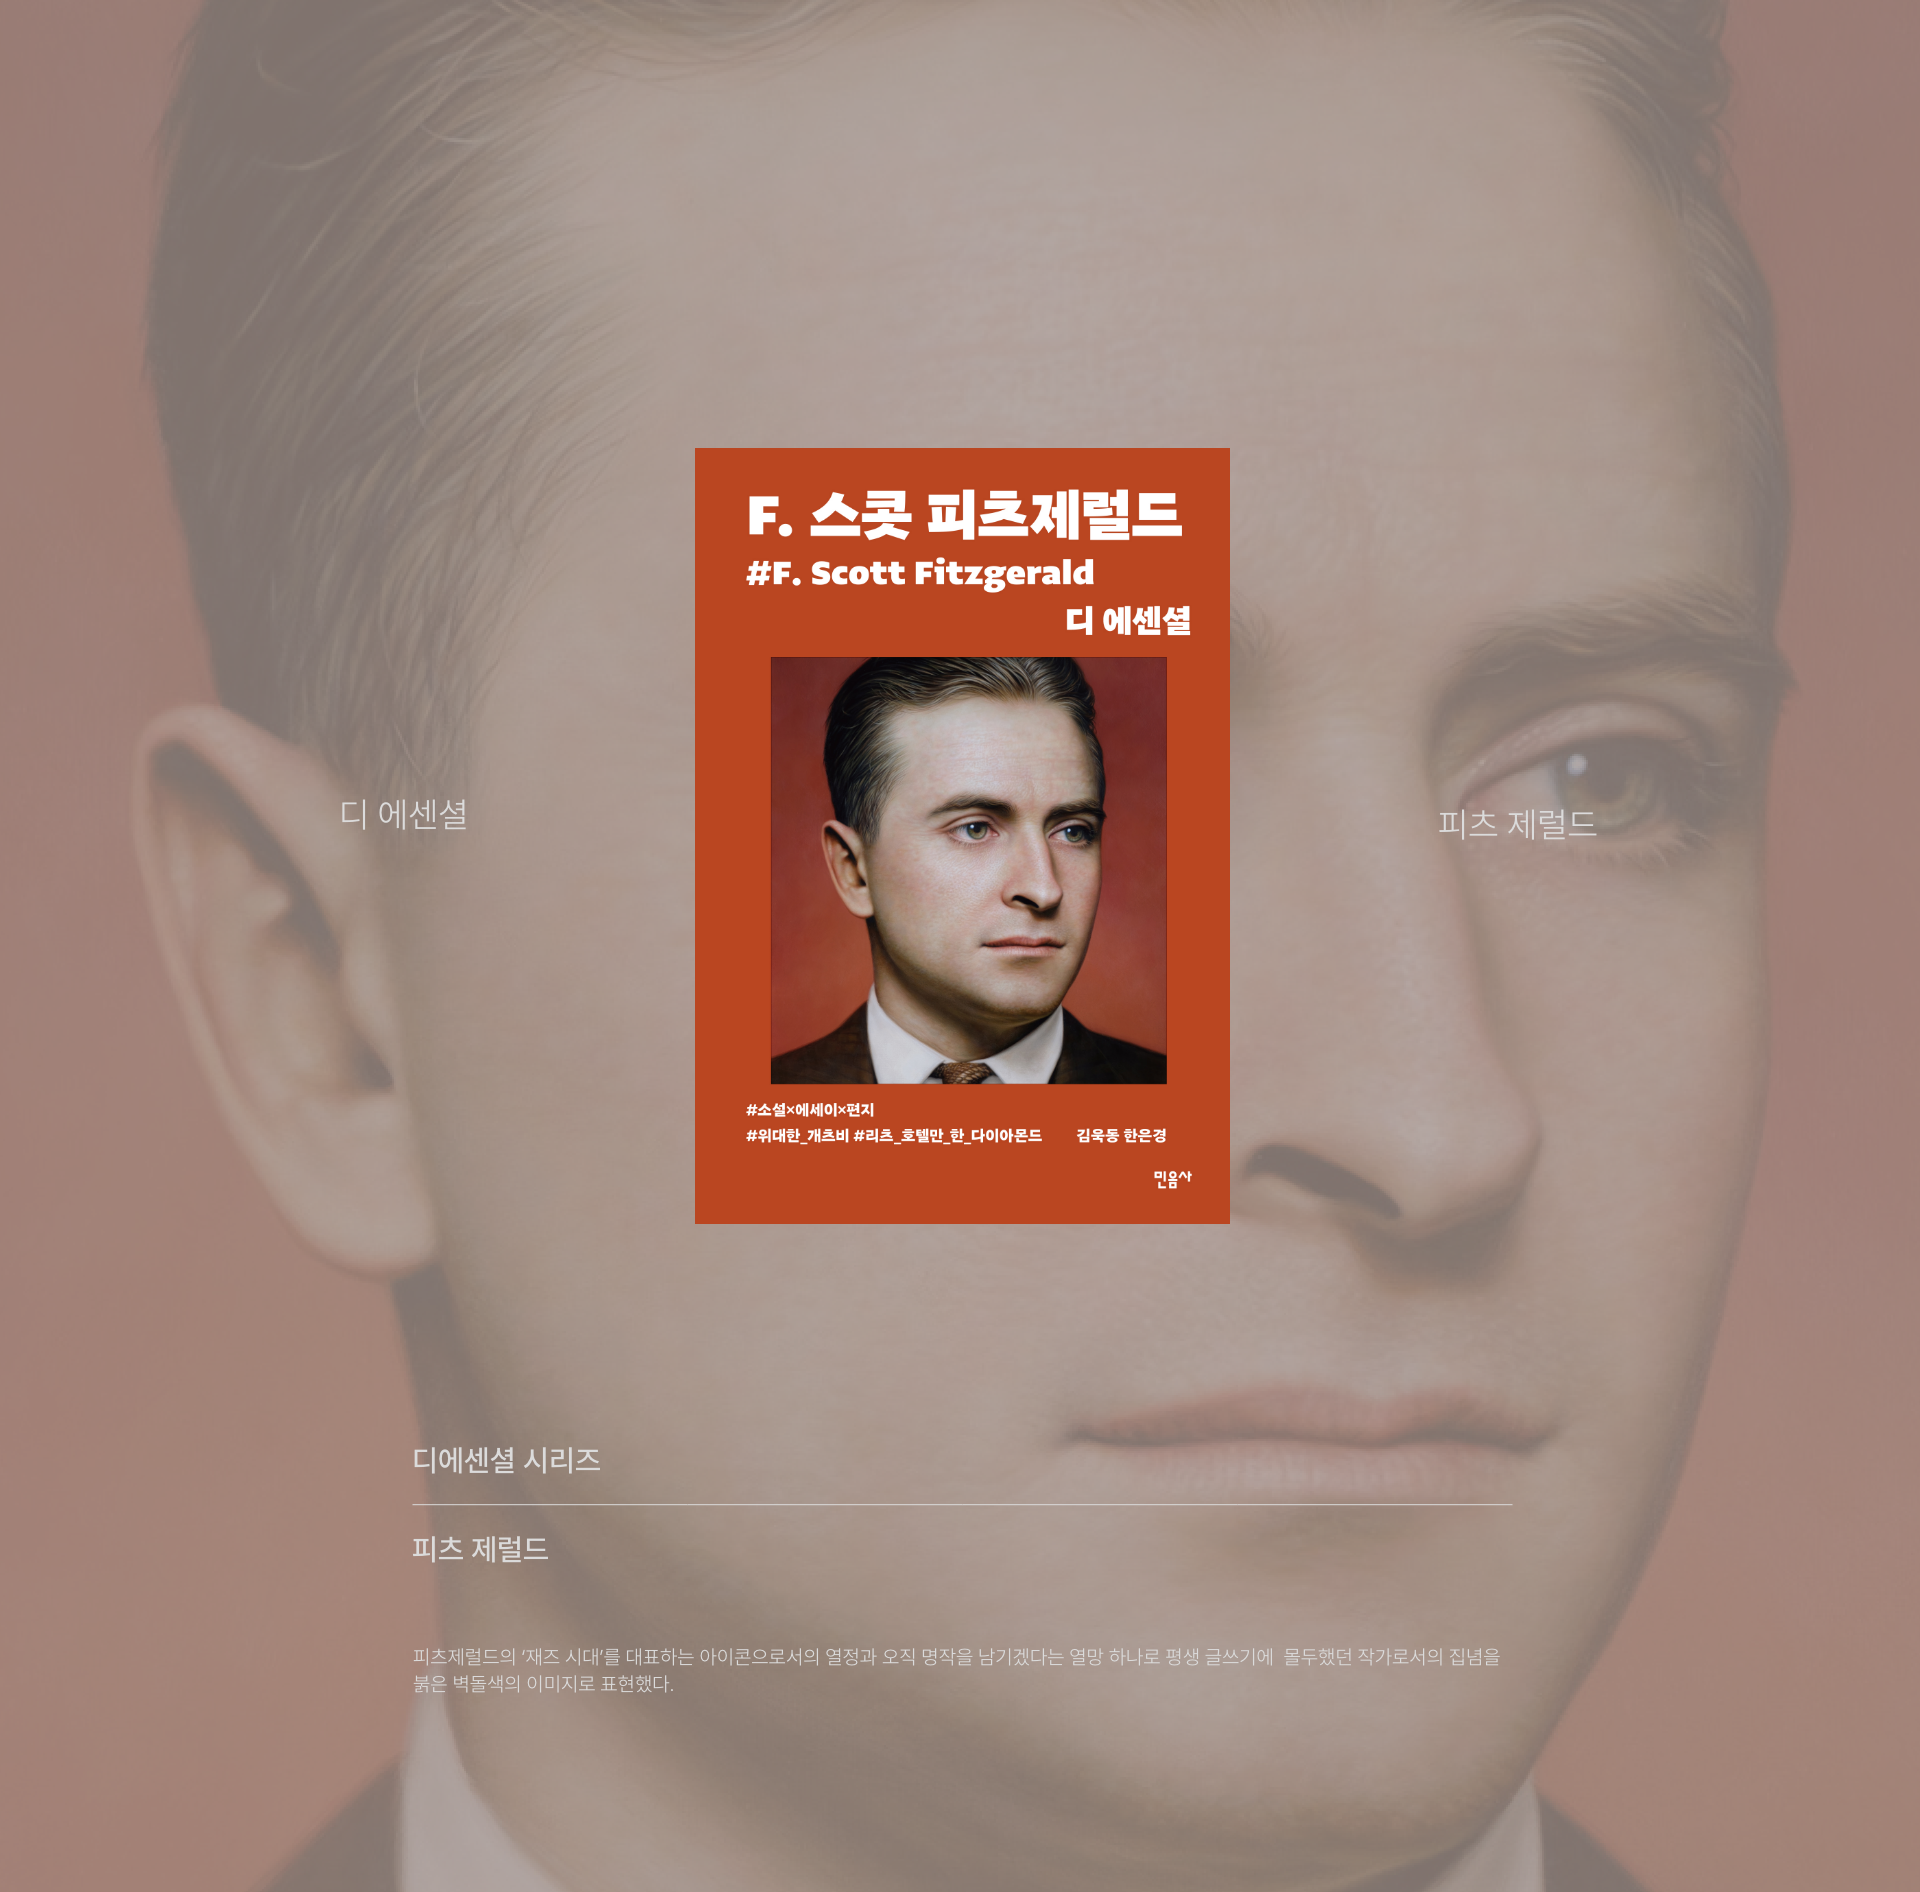 F. 스콧 피츠제럴드
#F. Scott Fitzgerald
디 에센셜
디 에센셜
피츠 제럴드
#소설×에세이×편지
#위대한_개츠비 #리츠_호텔만_한_다이아몬드 김욱동 한은경
민음사
디에센셜 시리즈
피츠 제럴드
피츠제럴드의 ‘재즈 시대’를 대표하는 아이콘으로서의 열정과 오직 명작을 남기겠다는 열망 하나로 평생 글쓰기에 몰두했던 작가로서의 집념을
붉은 벽돌색의 이미지로 표현했다.